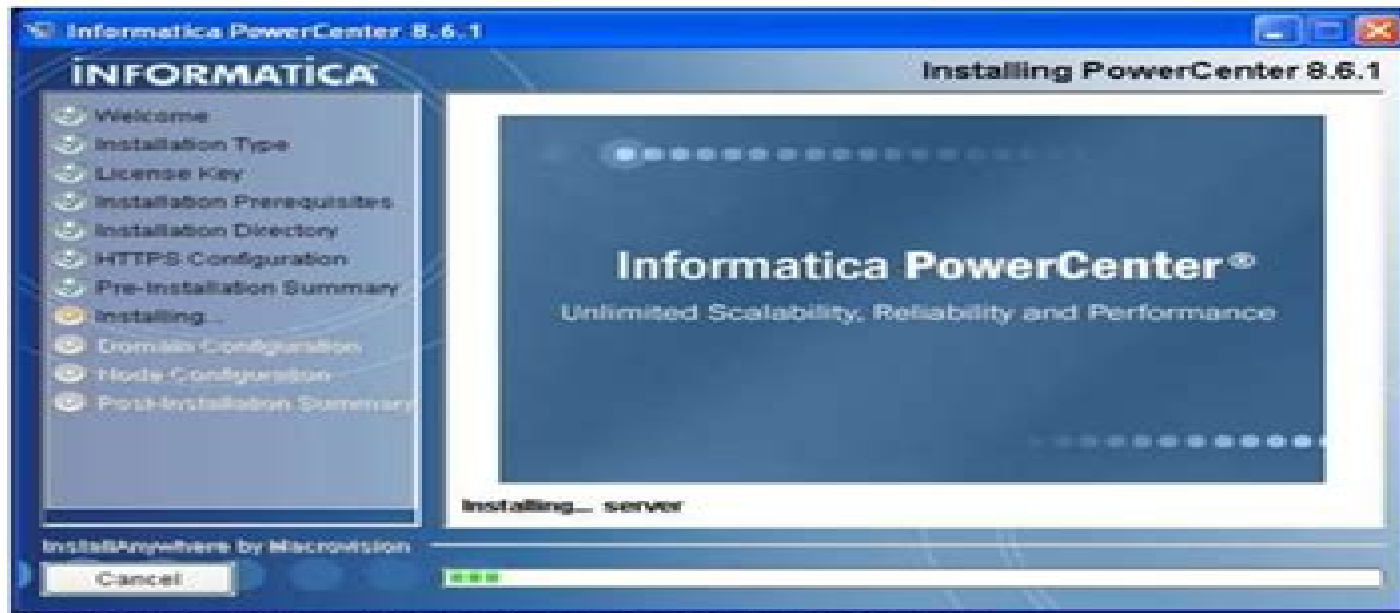 Informatica PowerCenter 8.6.1
INFORMATICA
Installing PowerCenter 8.6.1
Welcome
Installation Type
License Key
Installation Prerequisites
Installation Directory
HTTPS Configuration
Pre-Installation Summary
Installing...
Domain Configuration
Node Configuration
Post-Installation Summary
Informatica PowerCenter®
Unlimited Scalability, Reliability and Performance
Installing... server
InstallAnywhere by Macrovision
Cancel